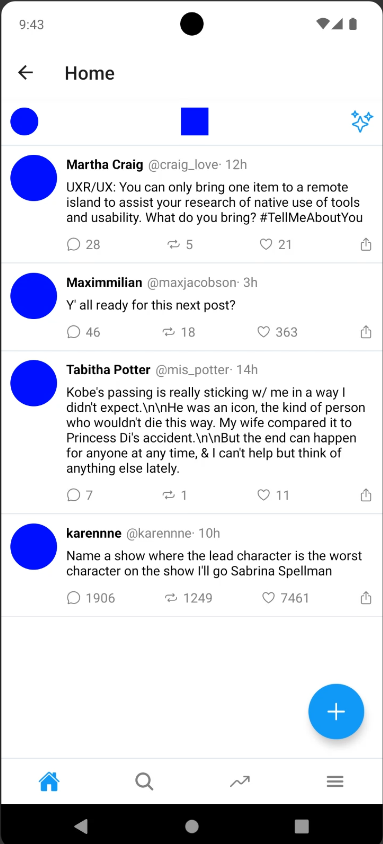 9:43
Home
Martha Craig @craig_love· 12h
UXR/UX: You can only bring one item to a remote
island to assist your research of native use of tools
and usability. What do you bring? #TellMeAboutYou
28 5 21
Maximmilian @maxjacobson· 3h
Y' all ready for this next post?
46 18 363
Tabitha Potter @mis_potter· 14h
Kobe's passing is really sticking w/ me in a way I
didn't expect.\n\nHe was an icon, the kind of person
who wouldn't die this way. My wife compared it to
Princess Di's accident.\n\nBut the end can happen
for anyone at any time, & I can't help but think of
anything else lately.
7 1 11
karennne @karennne· 10h
Name a show where the lead character is the worst
character on the show I'll go Sabrina Spellman
1906 1249 7461